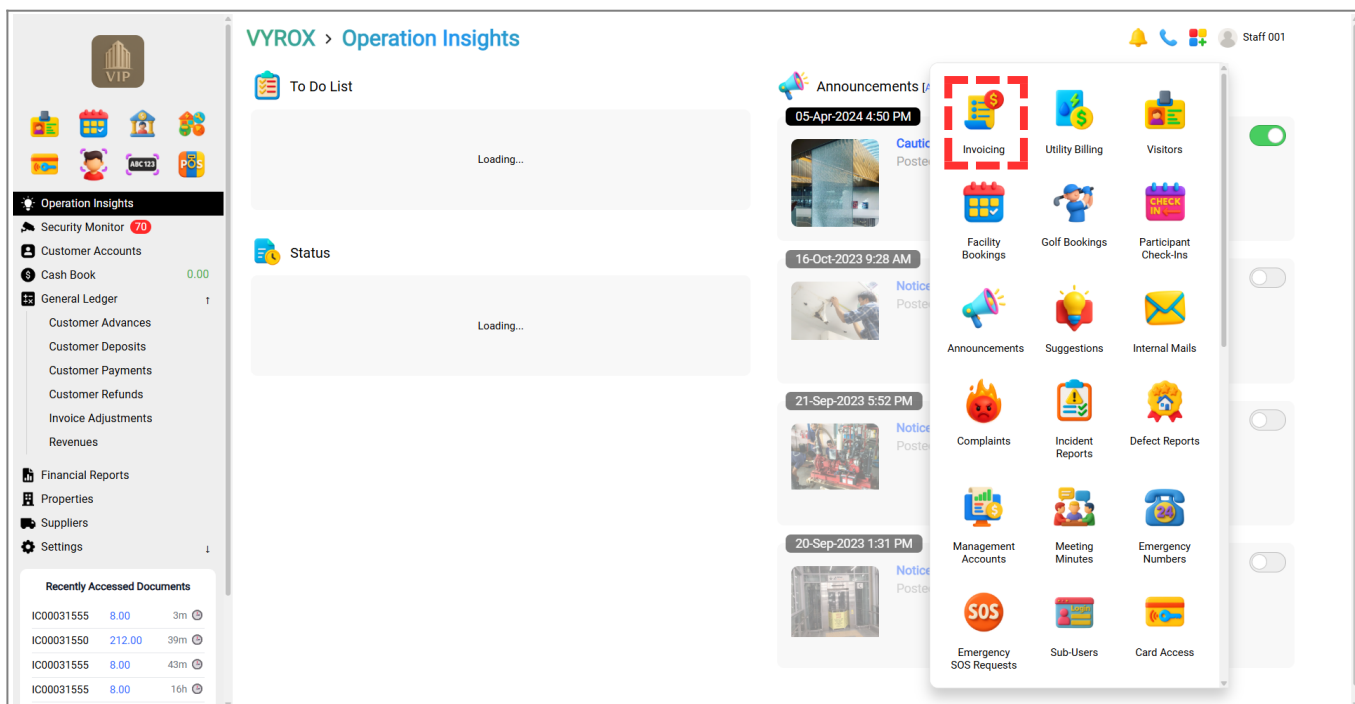 VYROX > Operation Insights
Staff 001
VIP
ABC 123
POS
Operation Insights
Security Monitor 70
Customer Accounts
Cash Book 0.00
General Ledger ↑
Customer Advances
Customer Deposits
Customer Payments
Customer Refunds
Invoice Adjustments
Revenues
Financial Reports
Properties
Suppliers
Settings ↓
Recently Accessed Documents
IC00031555 8.00 3m
IC00031550 212.00 39m
IC00031555 8.00 43m
IC00031555 8.00 16h
To Do List
Loading...
Status
Loading...
Announcements [
05-Apr-2024 4:50 PM
Cautio
Poste
16-Oct-2023 9:28 AM
Notice
Poste
21-Sep-2023 5:52 PM
Notice
Poste
20-Sep-2023 1:31 PM
Notice
Poste
Invoicing
Utility Billing
Visitors
CHECK
IN
Facility
Bookings
Golf Bookings
Participant
Check-Ins
Announcements
Suggestions
Internal Mails
Complaints
Incident
Reports
Defect Reports
24
Management
Accounts
Meeting
Minutes
Emergency
Numbers
SOS
Login
Emergency
SOS Requests
Sub-Users
Card Access